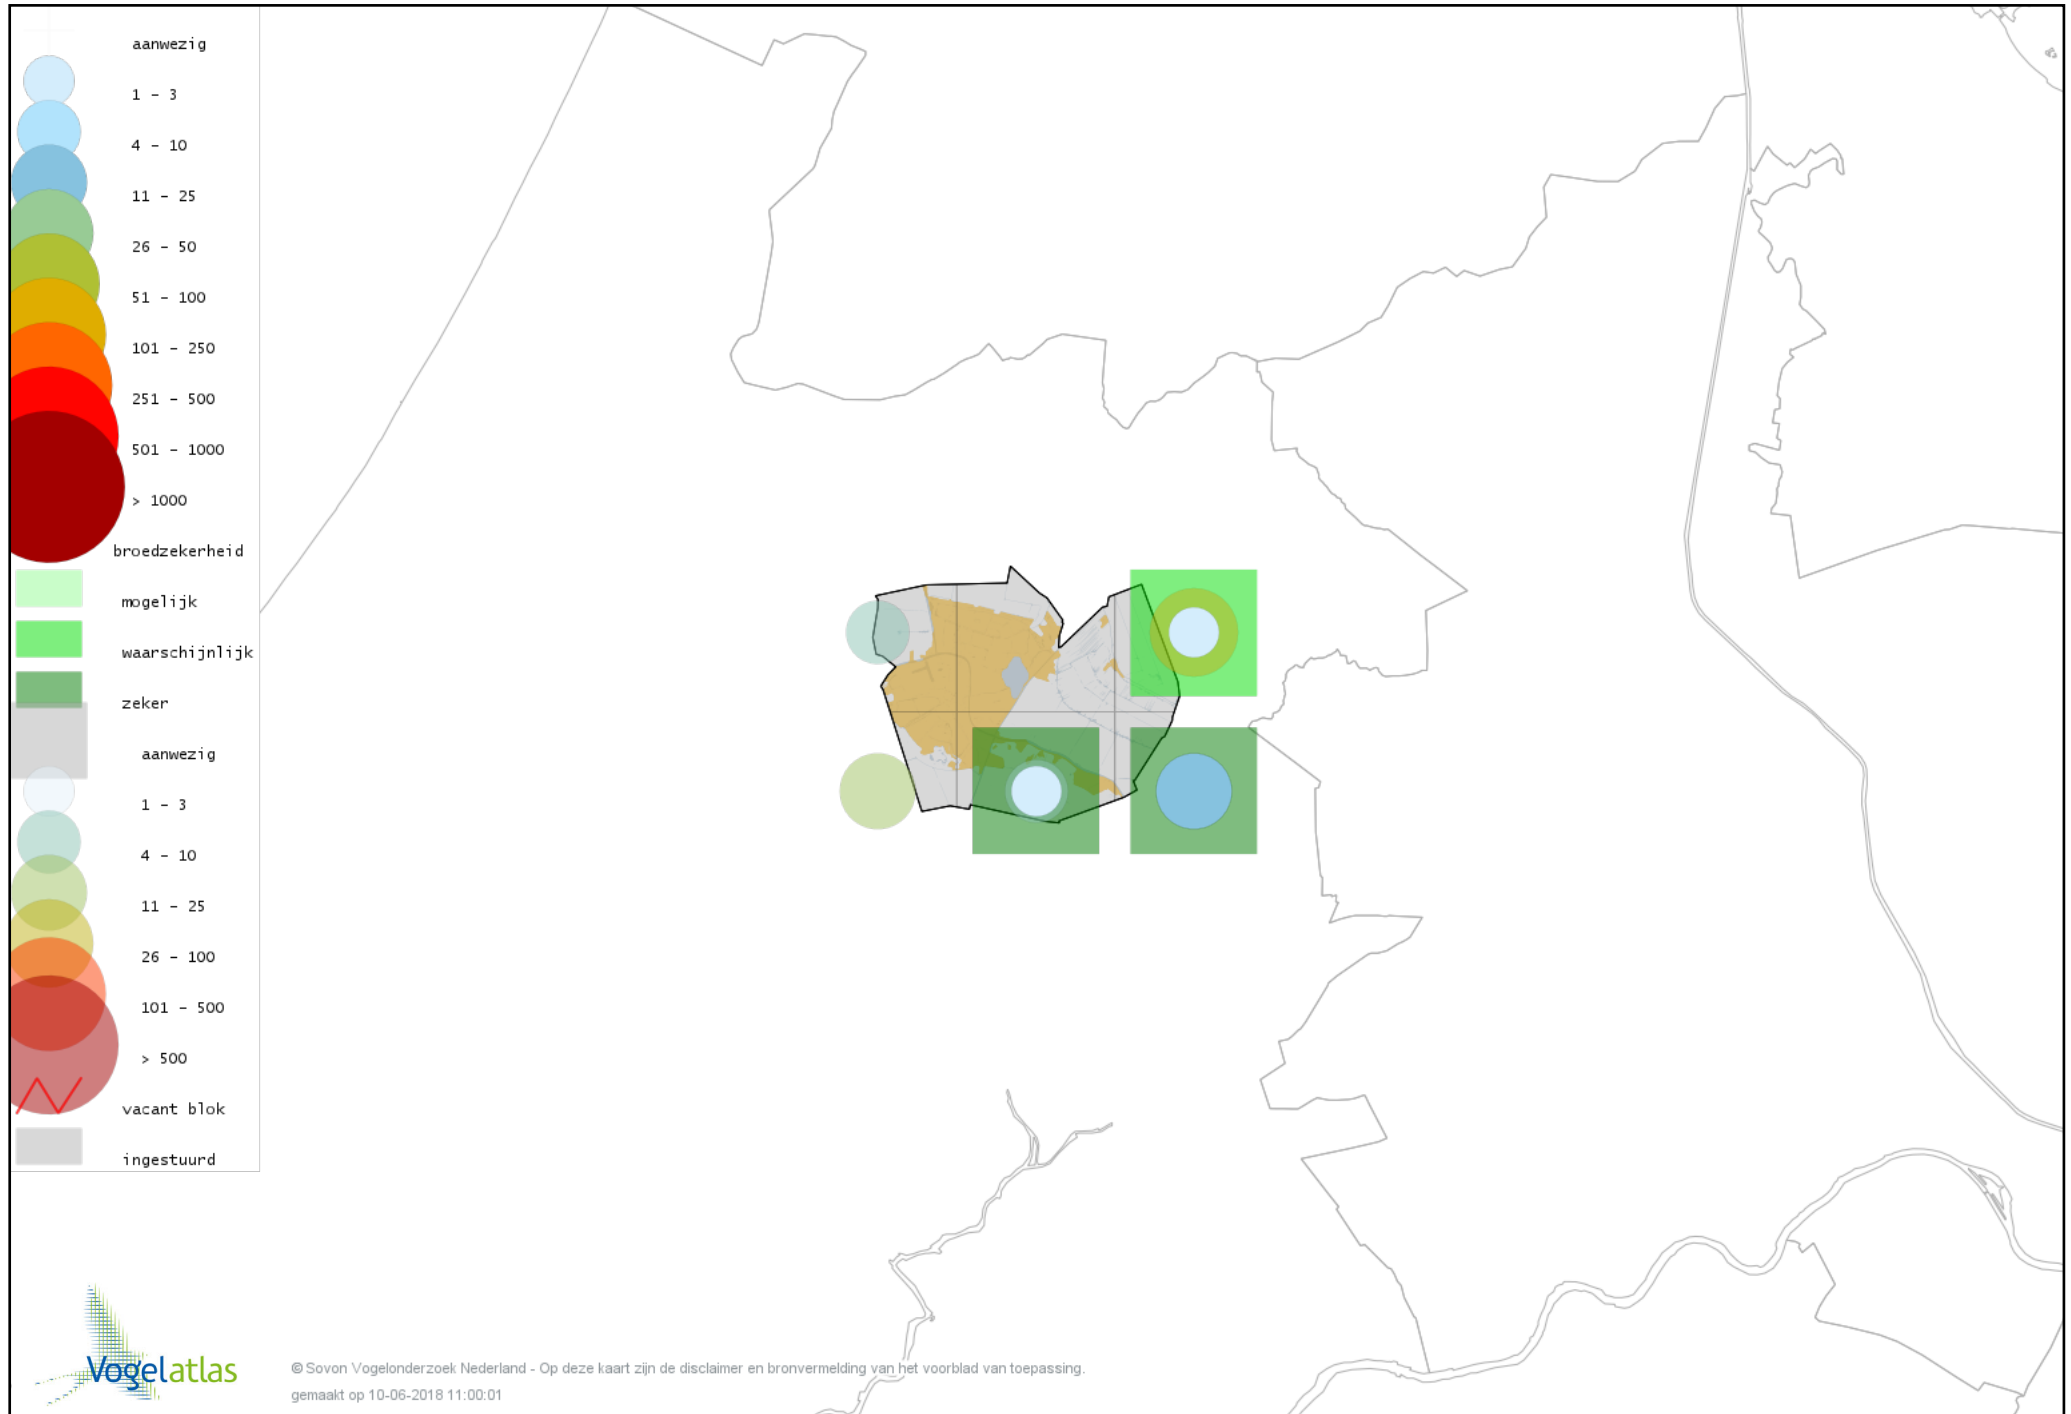 aanwezig
1 – 3
4 – 10
11 – 25
26 – 50
51 – 100
101 – 250
251 – 500
501 – 1000
> 1000
broedzekerheid
mogelijk
waarschijnlijk
zeker
aanwezig
1 – 3
4 – 10
11 – 25
26 – 100
101 – 500
> 500
vacant blok
ingestuurd
Vogelatlas
© Sovon Vogelonderzoek Nederland - Op deze kaart zijn de disclaimer en bronvermelding van het voorblad van toepassing.
gemaakt op 10-06-2018 11:00:01